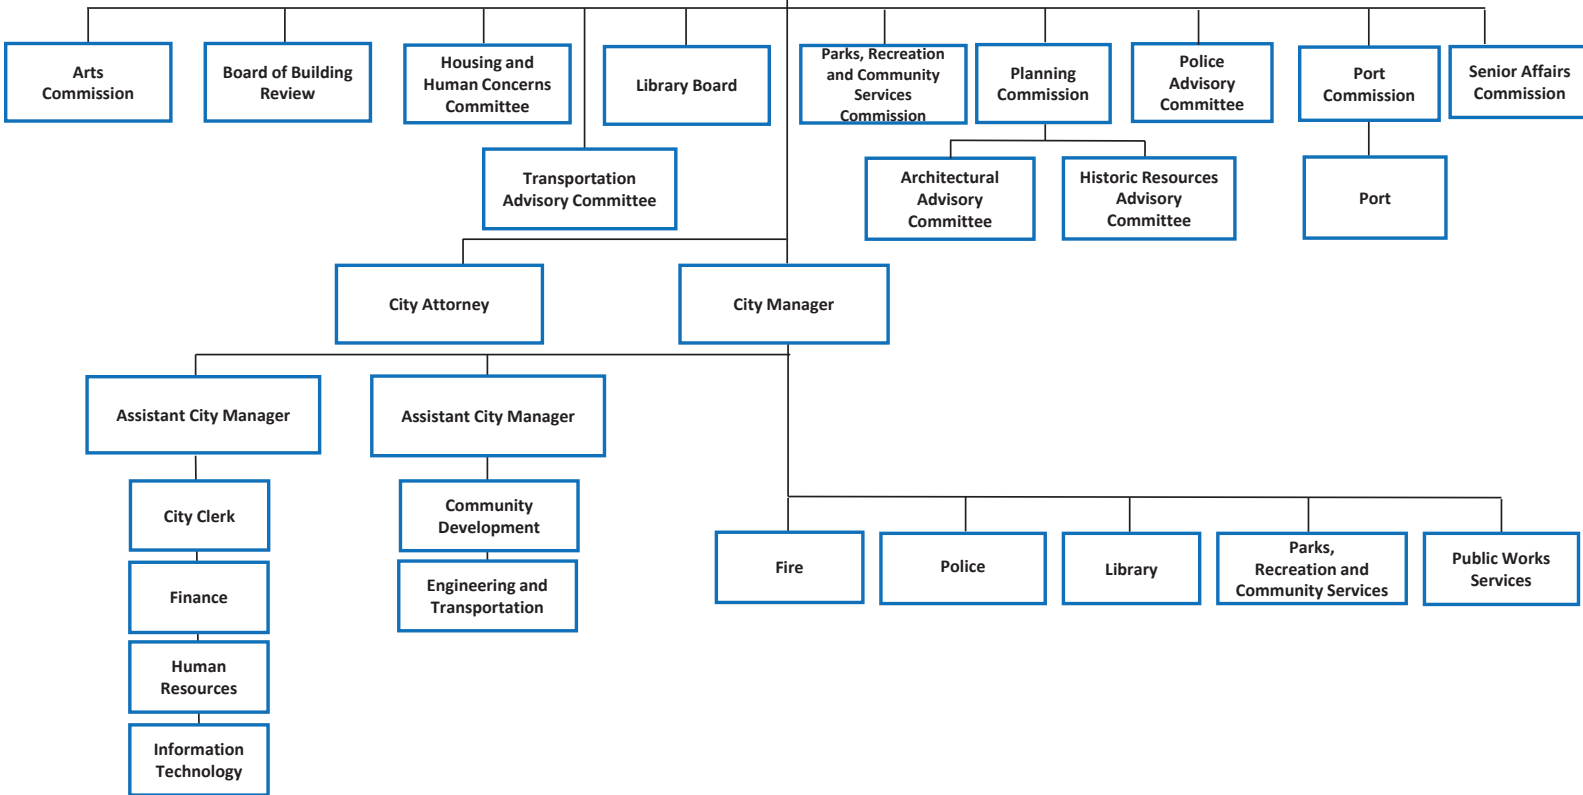 Arts
Commission
Board of Building
Review
Housing and
Human Concerns
Committee
Library Board
Parks, Recreation
and Community
Services
Commission
Planning
Commission
Police
Advisory
Committee
Port
Commission
Senior Affairs
Commission
Transportation
Advisory Committee
Architectural
Advisory
Committee
Historic Resources
Advisory
Committee
Port
City Attorney
City Manager
Assistant City Manager
Assistant City Manager
City Clerk
Finance
Human
Resources
Information
Technology
Community
Development
Engineering and
Transportation
Fire
Police
Library
Parks,
Recreation and
Community Services
Public Works
Services